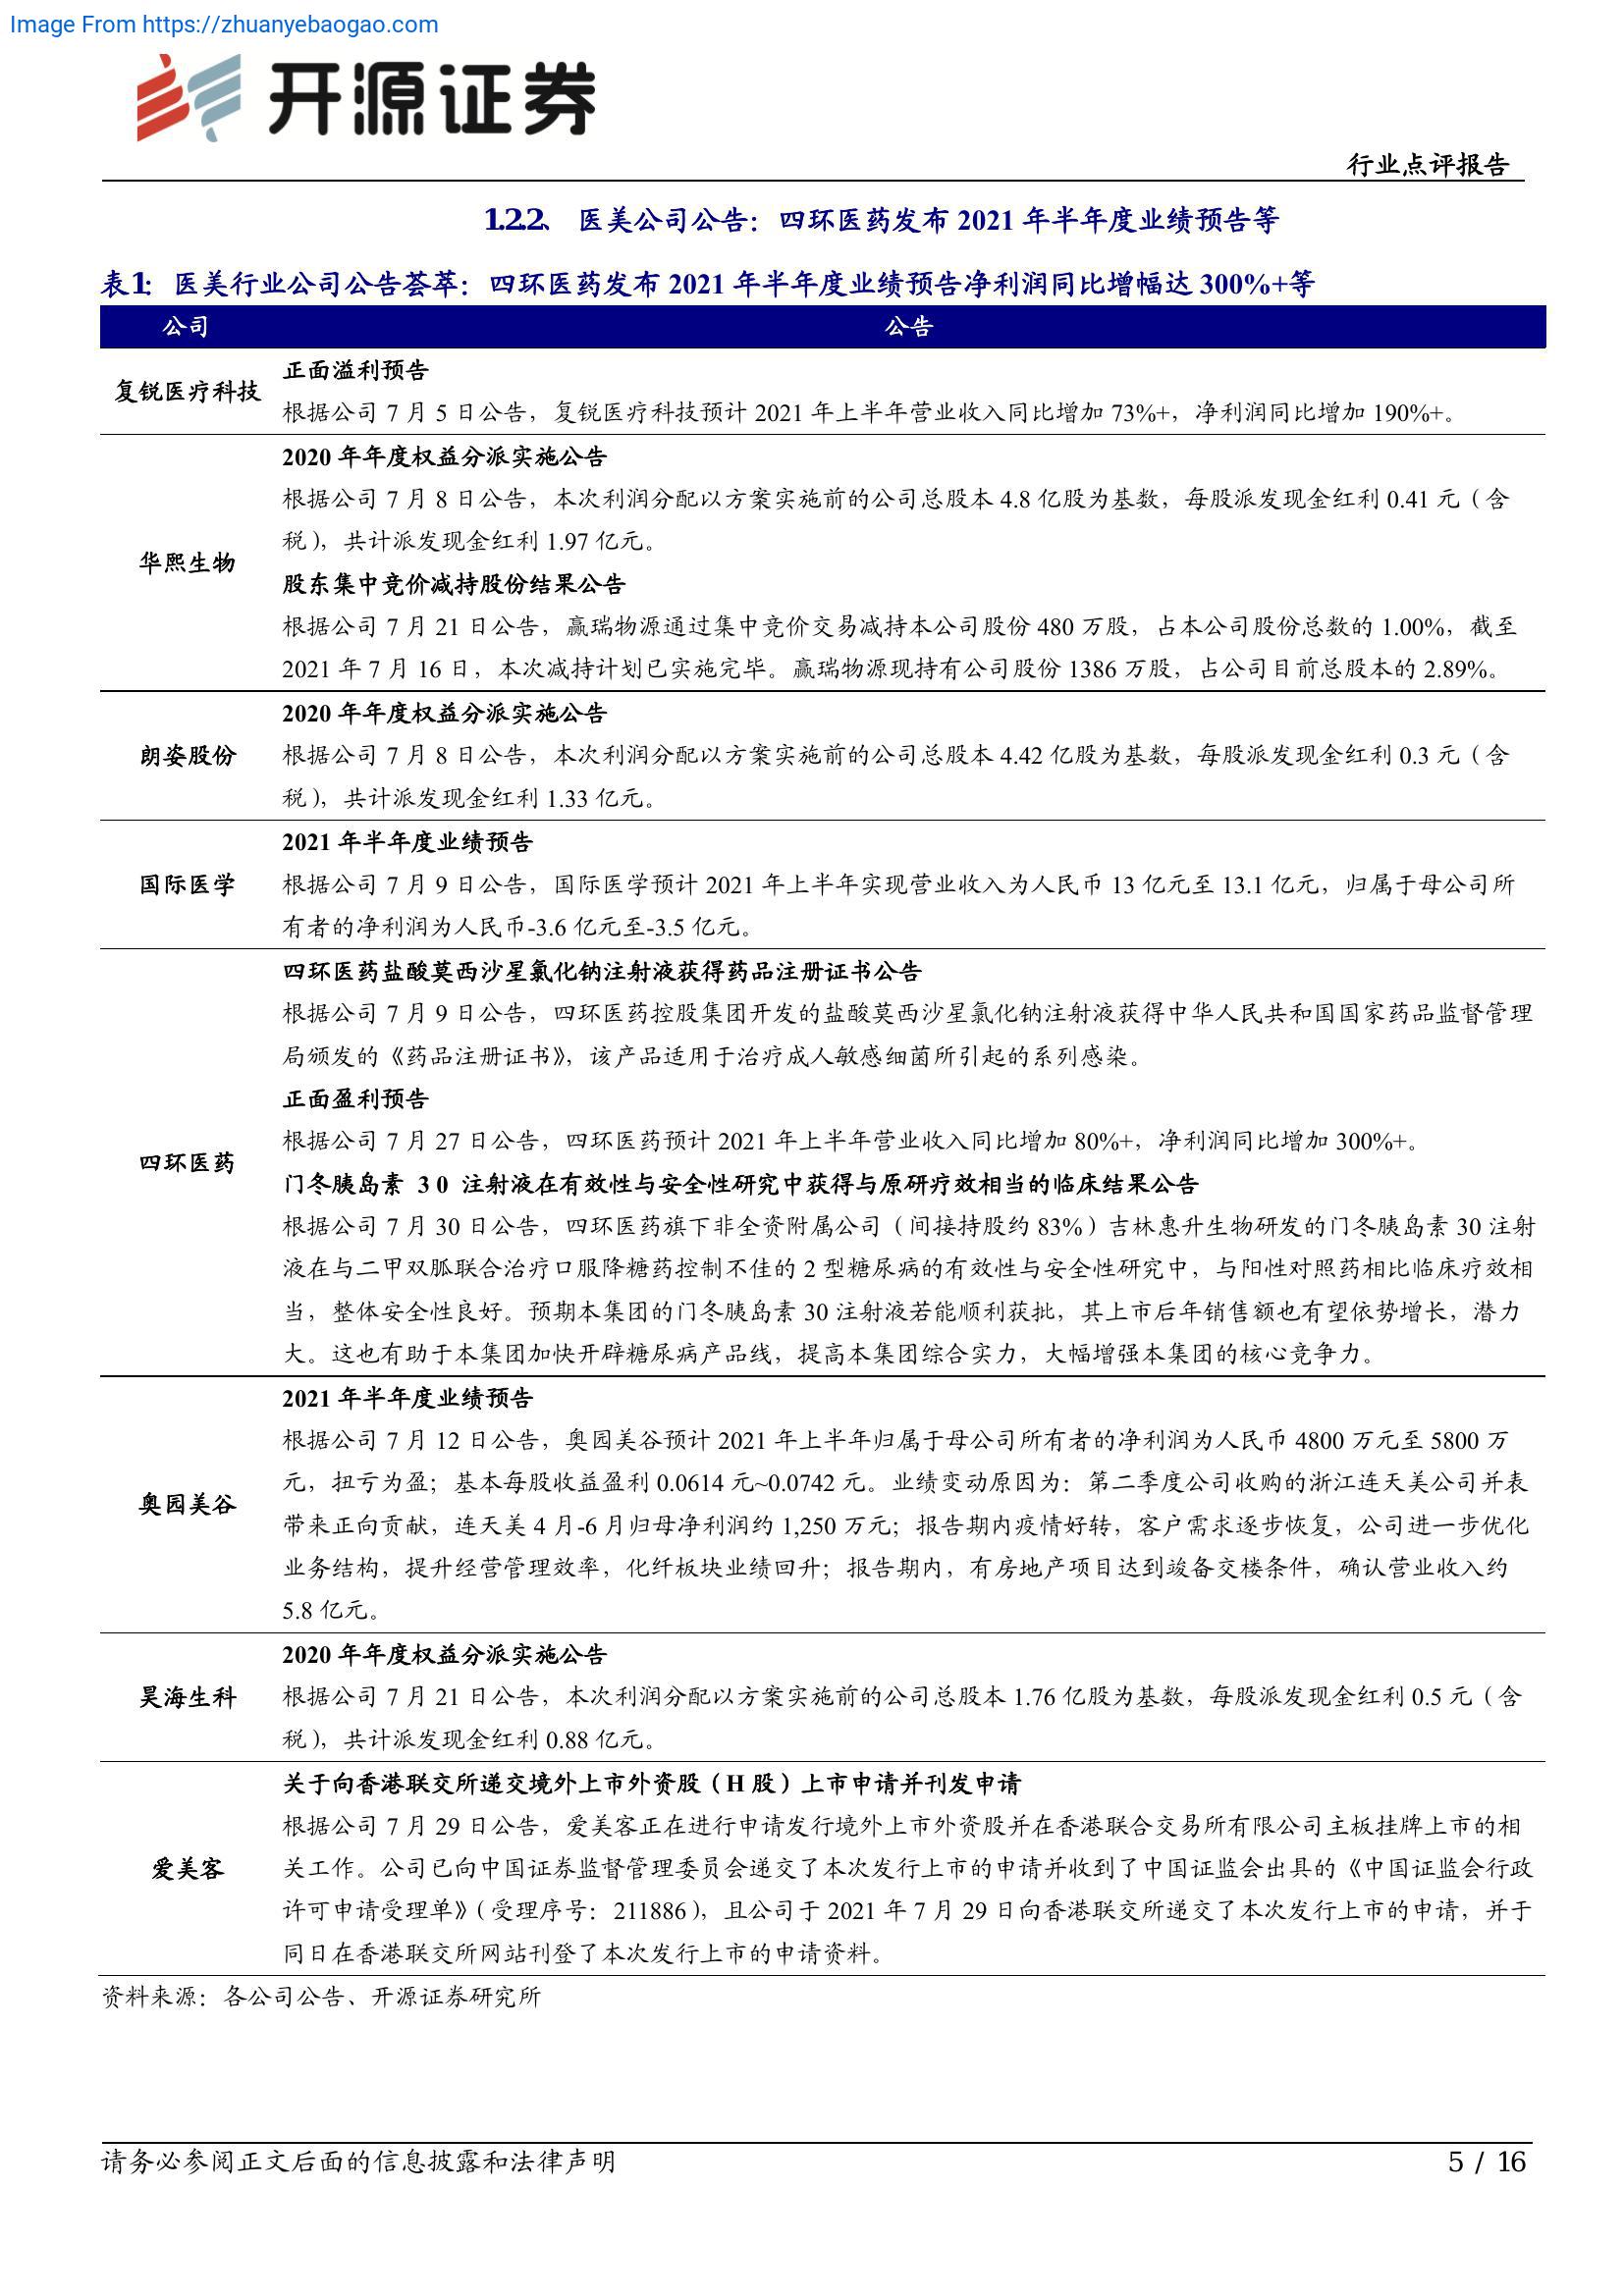 Image From https://zhuanyebaogao.com
开源证券
行业点评报告
1.2.2、 医美公司公告：四环医药发布 2021 年半年度业绩预告等
表1： 医美行业公司公告荟萃：四环医药发布 2021 年半年度业绩预告净利润同比增幅达 300%+等
公司 公告
复锐医疗科技
正面溢利预告
根据公司 7 月 5 日公告，复锐医疗科技预计 2021 年上半年营业收入同比增加 73%+，净利润同比增加 190%+。
华熙生物
2020 年年度权益分派实施公告
根据公司 7 月 8 日公告，本次利润分配以方案实施前的公司总股本 4.8 亿股为基数，每股派发现金红利 0.41 元（含
税），共计派发现金红利 1.97 亿元。
股东集中竞价减持股份结果公告
根据公司 7 月 21 日公告，赢瑞物源通过集中竞价交易减持本公司股份 480 万股，占本公司股份总数的 1.00%，截至
2021 年 7 月 16 日，本次减持计划已实施完毕。赢瑞物源现持有公司股份 1386 万股，占公司目前总股本的 2.89%。
朗姿股份
2020 年年度权益分派实施公告
根据公司 7 月 8 日公告，本次利润分配以方案实施前的公司总股本 4.42 亿股为基数，每股派发现金红利 0.3 元（含
税），共计派发现金红利 1.33 亿元。
国际医学
2021 年半年度业绩预告
根据公司 7 月 9 日公告，国际医学预计 2021 年上半年实现营业收入为人民币 13 亿元至 13.1 亿元，归属于母公司所
有者的净利润为人民币-3.6 亿元至-3.5 亿元。
四环医药
四环医药盐酸莫西沙星氯化钠注射液获得药品注册证书公告
根据公司 7 月 9 日公告，四环医药控股集团开发的盐酸莫西沙星氯化钠注射液获得中华人民共和国国家药品监督管理
局颁发的《药品注册证书》，该产品适用于治疗成人敏感细菌所引起的系列感染。
正面盈利预告
根据公司 7 月 27 日公告，四环医药预计 2021 年上半年营业收入同比增加 80%+，净利润同比增加 300%+。
门冬胰岛素 30 注射液在有效性与安全性研究中获得与原研疗效相当的临床结果公告
根据公司 7 月 30 日公告，四环医药旗下非全资附属公司（间接持股约 83%）吉林惠升生物研发的门冬胰岛素 30 注射
液在与二甲双胍联合治疗口服降糖药控制不佳的 2 型糖尿病的有效性与安全性研究中，与阳性对照药相比临床疗效相
当，整体安全性良好。预期本集团的门冬胰岛素 30 注射液若能顺利获批，其上市后年销售额也有望依势增长，潜力
大。这也有助于本集团加快开辟糖尿病产品线，提高本集团综合实力，大幅增强本集团的核心竞争力。
奥园美谷
2021 年半年度业绩预告
根据公司 7 月 12 日公告，奥园美谷预计 2021 年上半年归属于母公司所有者的净利润为人民币 4800 万元至 5800 万
元，扭亏为盈；基本每股收益盈利 0.0614 元~0.0742 元。业绩变动原因为：第二季度公司收购的浙江连天美公司并表
带来正向贡献，连天美 4 月-6 月归母净利润约 1,250 万元；报告期内疫情好转，客户需求逐步恢复，公司进一步优化
业务结构，提升经营管理效率，化纤板块业绩回升；报告期内，有房地产项目达到竣备交楼条件，确认营业收入约
5.8 亿元。
昊海生科
2020 年年度权益分派实施公告
根据公司 7 月 21 日公告，本次利润分配以方案实施前的公司总股本 1.76 亿股为基数，每股派发现金红利 0.5 元（含
税），共计派发现金红利 0.88 亿元。
爱美客
关于向香港联交所递交境外上市外资股（H 股）上市申请并刊发申请
根据公司 7 月 29 日公告，爱美客正在进行申请发行境外上市外资股并在香港联合交易所有限公司主板挂牌上市的相
关工作。公司已向中国证券监督管理委员会递交了本次发行上市的申请并收到了中国证监会出具的《中国证监会行政
许可申请受理单》（受理序号：211886），且公司于 2021 年 7 月 29 日向香港联交所递交了本次发行上市的申请，并于
同日在香港联交所网站刊登了本次发行上市的申请资料。
资料来源：各公司公告、开源证券研究所
请务必参阅正文后面的信息披露和法律声明
5 / 16